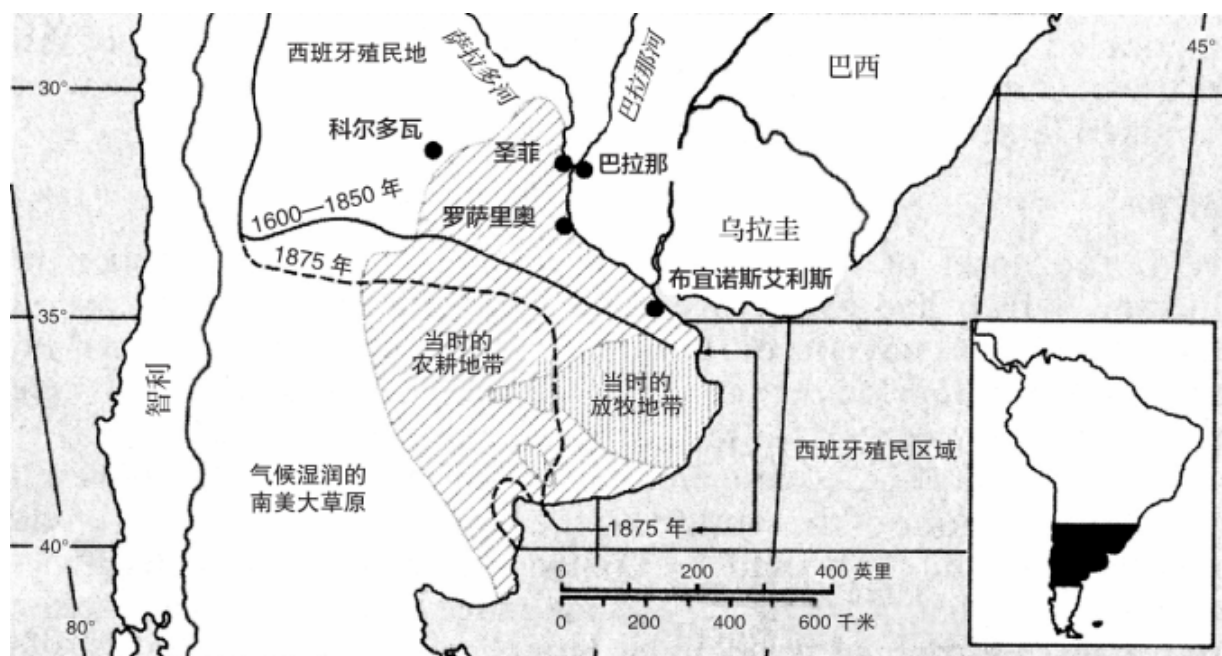 西班牙殖民地
萨拉多河
巴拉那河
巴西
45°
30°
科尔多瓦
圣菲
巴拉那
1600—1850 年
罗萨里奥
乌拉圭
1875 年
布宜诺斯艾利斯
35°
当时的
农耕地带
当时的
放牧地带
智利
西班牙殖民区域
气候湿润的
南美大草原
1875 年
40°
0 200 400 英里
0 200 400 600 千米
80°